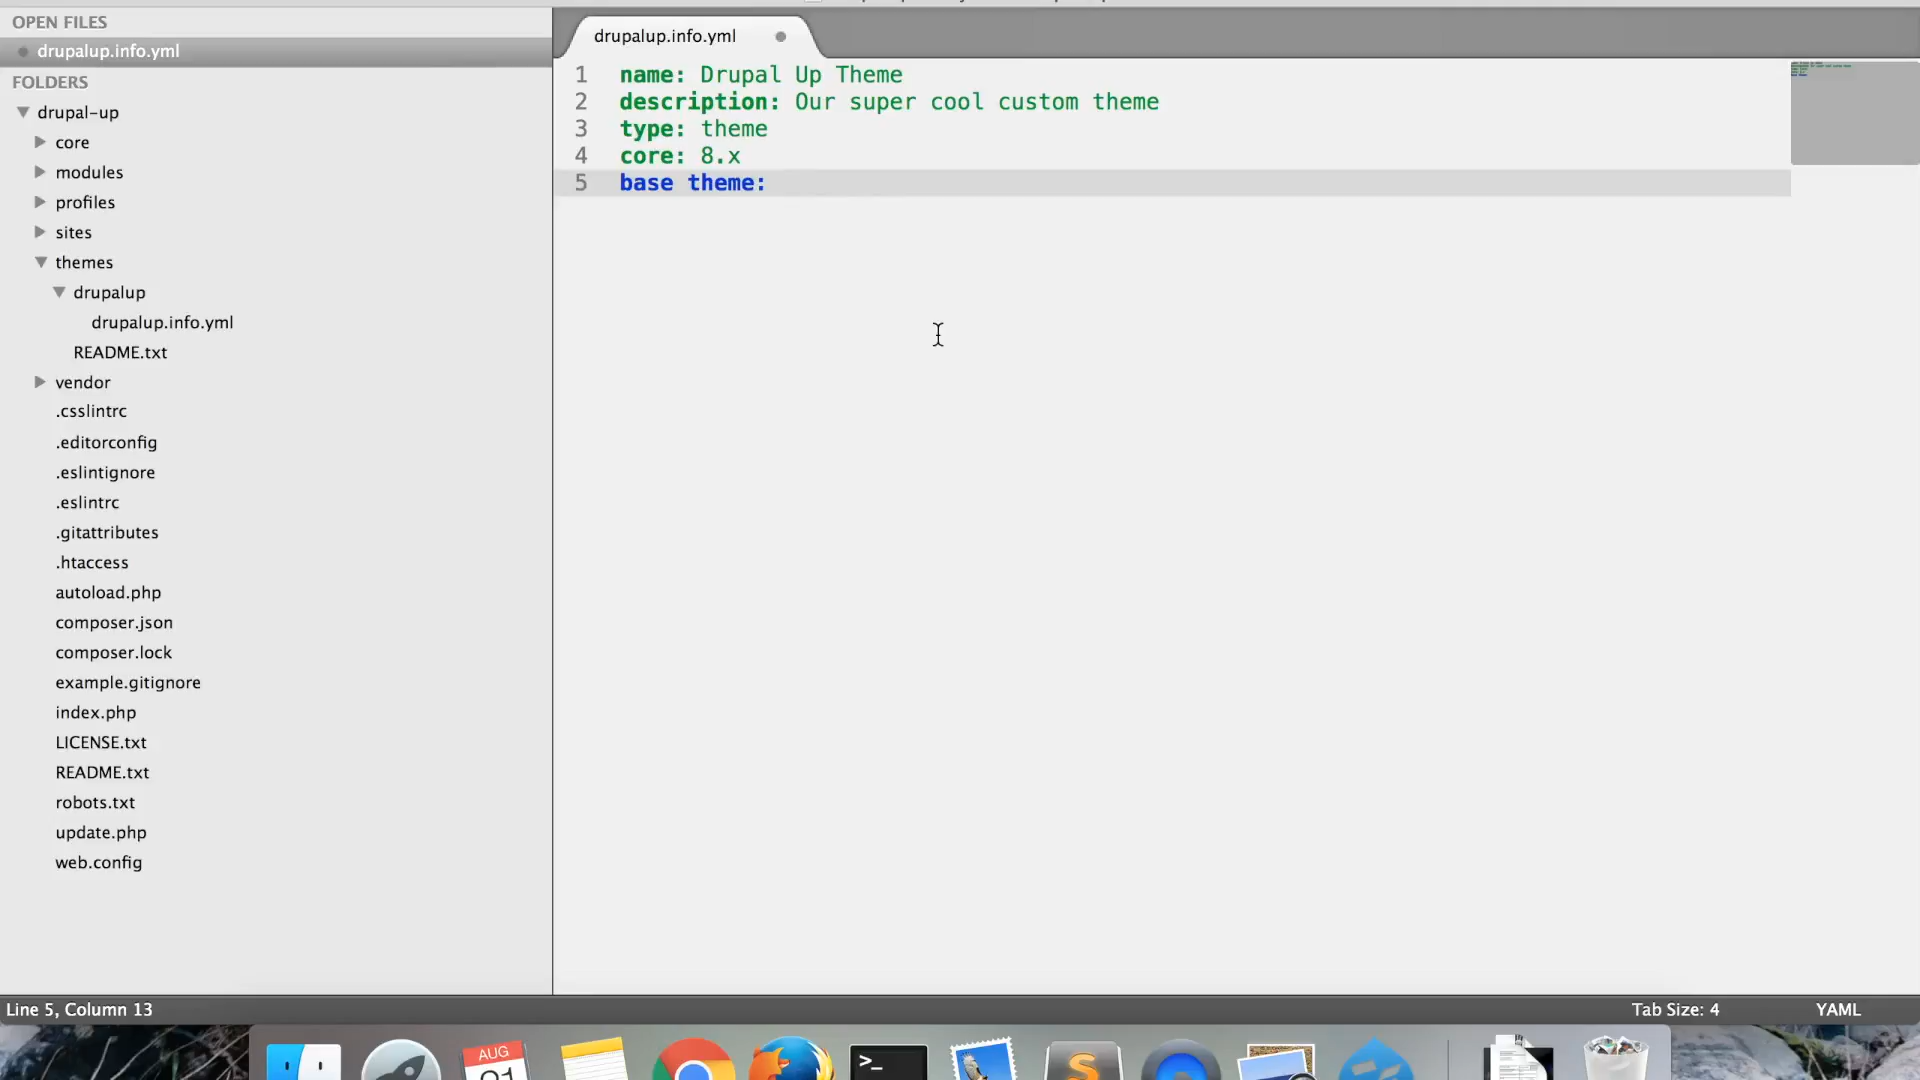 OPEN FILES
drupalup.info.yml
FOLDERS
drupal-up
core
modules
profiles
sites
themes
drupalup
drupalup.info.yml
README.txt
vendor
.csslintrc
.editorconfig
.eslintignore
.eslintrc
.gitattributes
.htaccess
autoload.php
composer.json
composer.lock
example.gitignore
index.php
LICENSE.txt
README.txt
robots.txt
update.php
web.config
drupalup.info.yml
1 name: Drupal Up Theme
2 description: Our super cool custom theme
3 type: theme
4 core: 8.x
5 base theme:
Line 5, Column 13
Tab Size: 4
YAML
AUG
>_
S